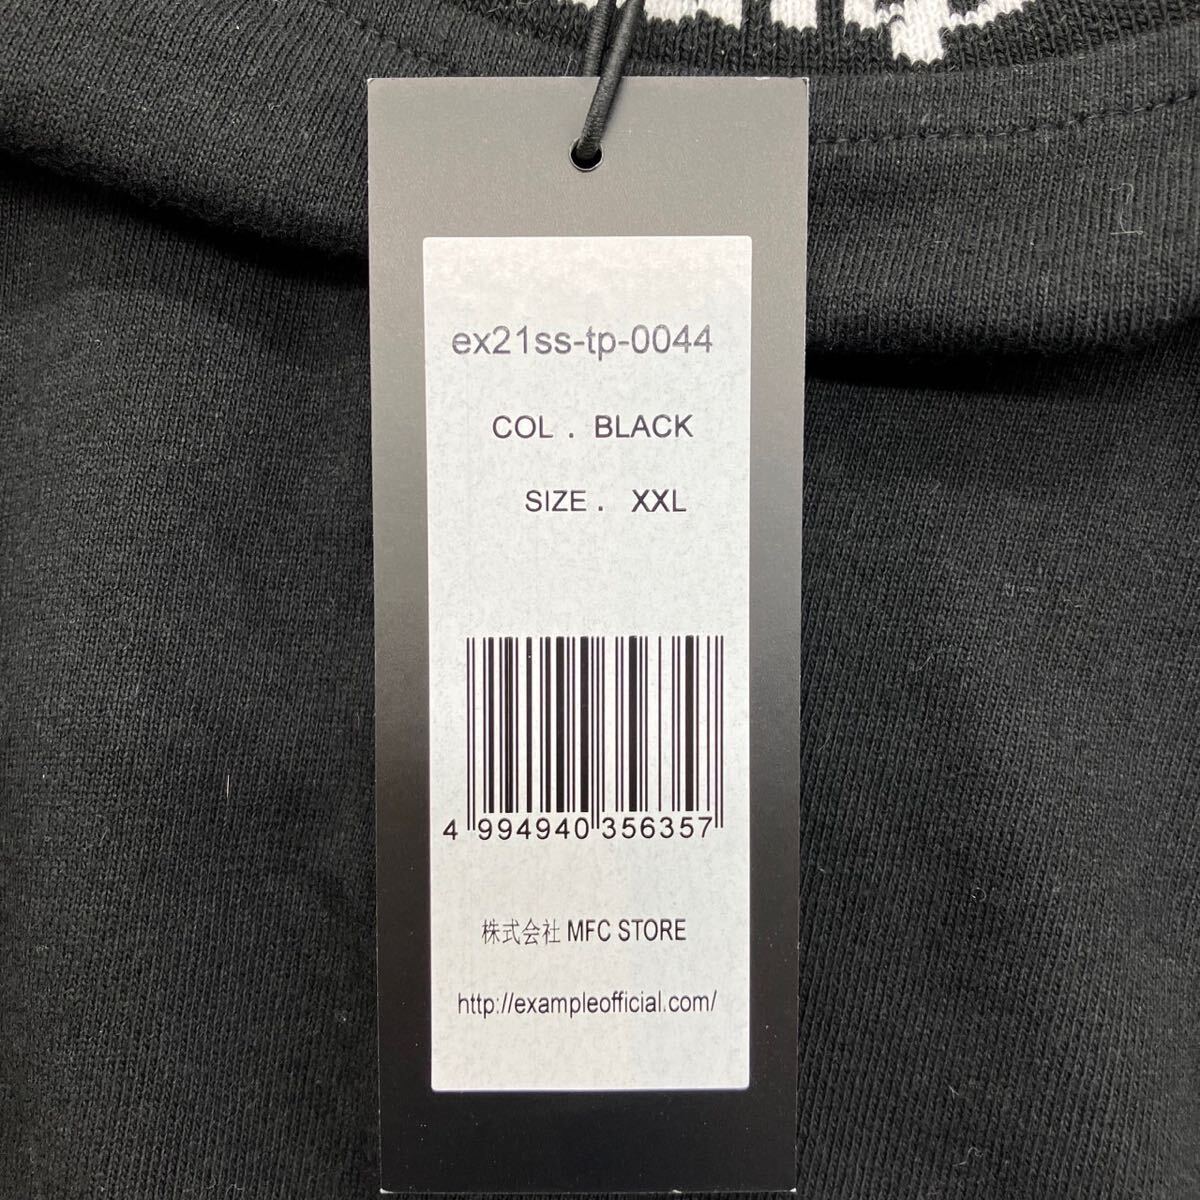 ex21ss-tp-0044
COL . BLACK
SIZE . XXL
4 994940 356357
株式会社 MFC STORE
http://exampleofficial.com/